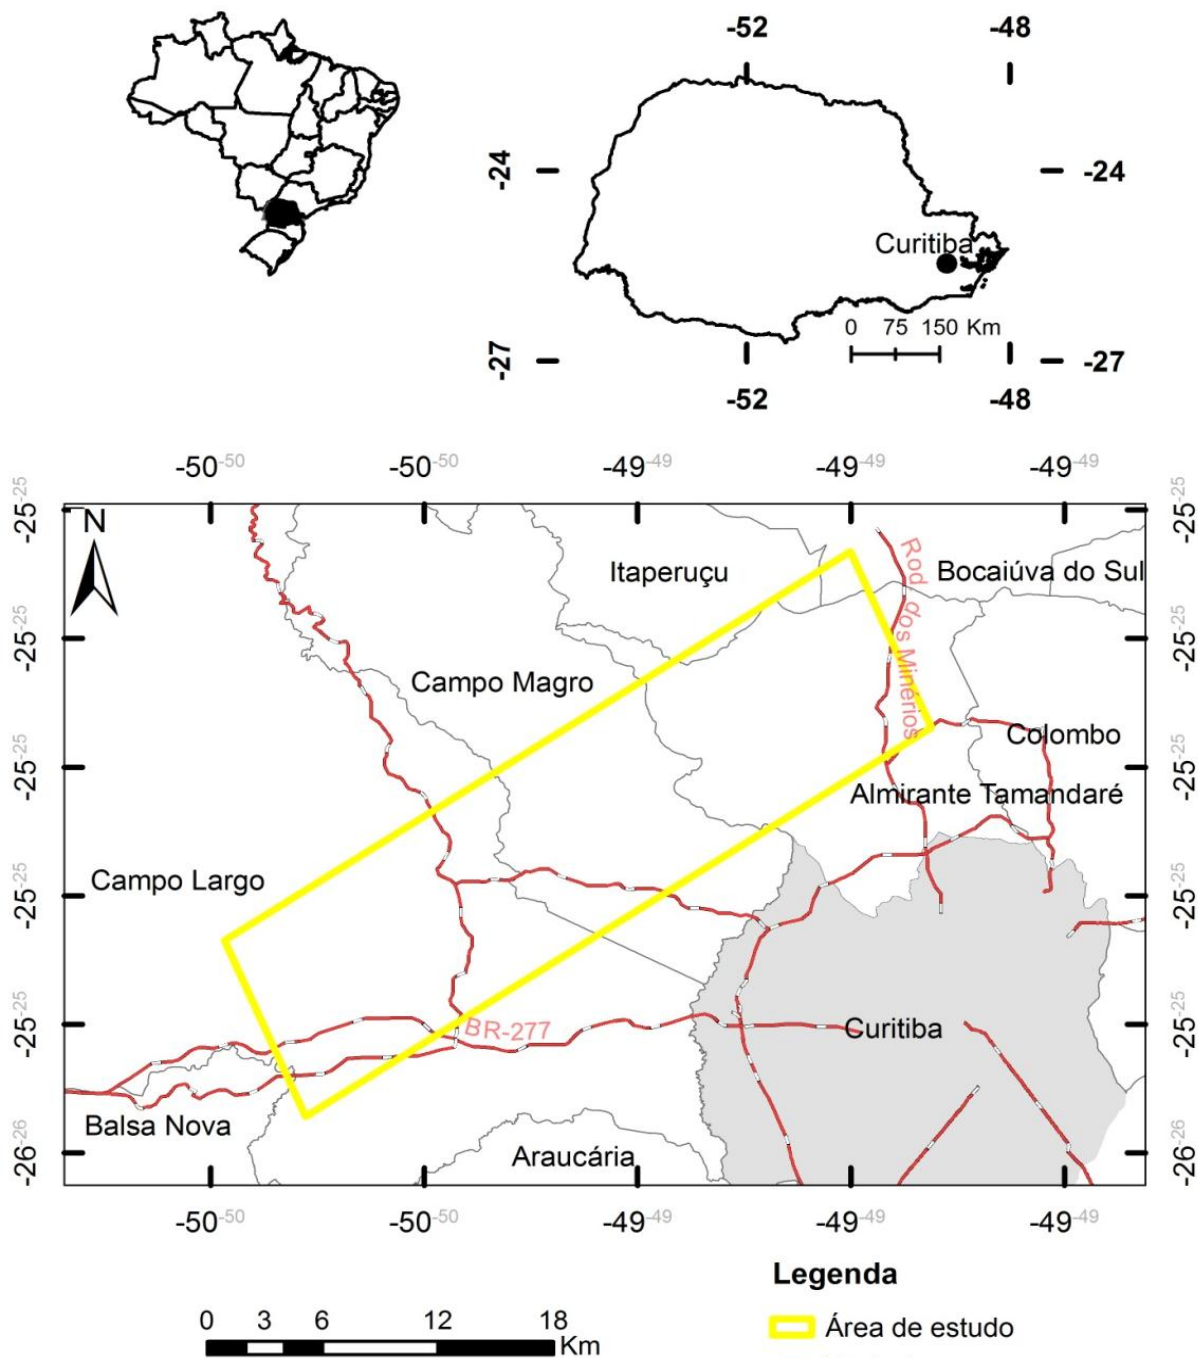 -52 -48
-24 -24
Curitiba
0 75 150 Km
-27 -27
-52 -48
-50-50 -50-50 -49-49 -49-49 -49-49
-25-25 -25-25
N
Itaperuçu
Bocaiúva do Sul
Rod. dos Minérios
-25-25 -25-25
Campo Magro
Colombo
-25-25 -25-25
Almirante Tamandaré
Campo Largo
-25-25 -25-25
-25-25 -25-25
BR-277
Curitiba
Balsa Nova
Araucária
-26-26 -26-26
-50-50 -50-50 -49-49 -49-49 -49-49
Legenda
0 3 6 12 18
Km
Área de estudo